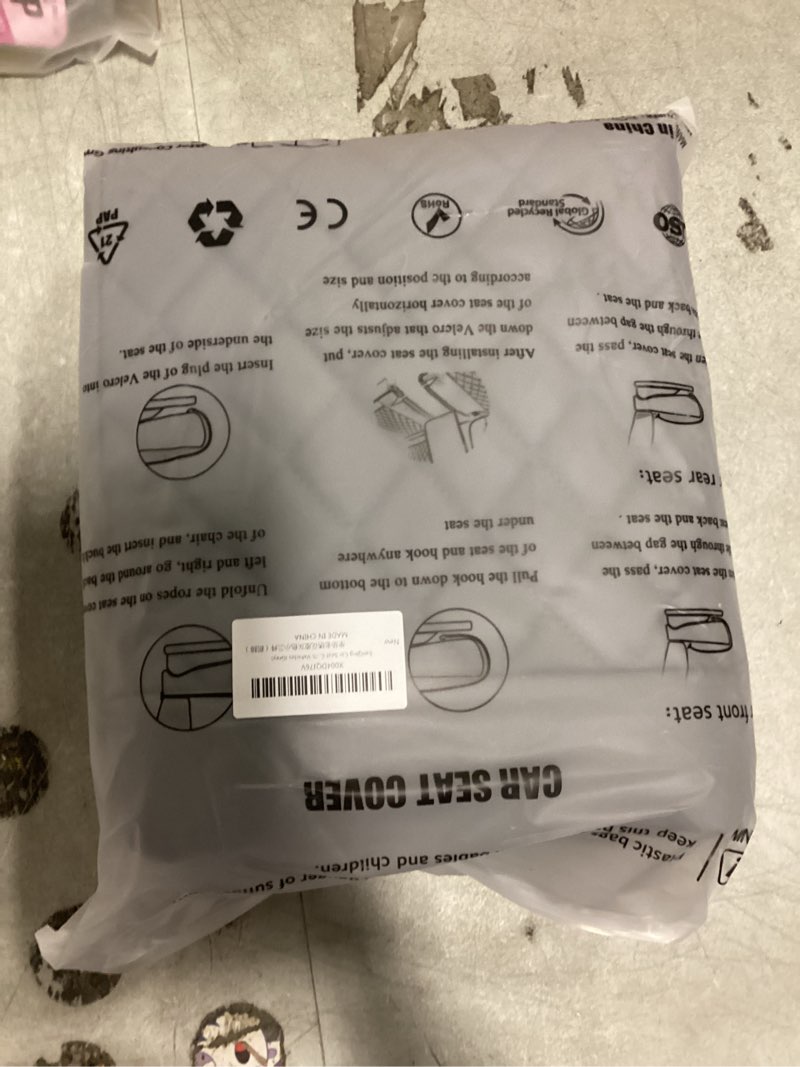 plastic bags
keep this
babies and children.
CAR SEAT COVER
front seat:
the seat cover, pass the
through the gap between
back and the seat .
Pull the hook down to the bottom
of the seat and hook anywhere
under the seat
Unfold the ropes on the seat
left and right, go around the
of the chair, and insert the
X004DQJ76V
New
MADE IN CHINA
rear seat:
the seat cover, pass the
through the gap between
back and the seat .
After installing the seat cover, put
down the Velcro that adjusts the size
of the seat cover horizontally
according to the position and size
Insert the plug of the Velcro into
the underside of the seat.
ISO
Global Recycled
Standard
RoHS
CE
21
PAP
in China